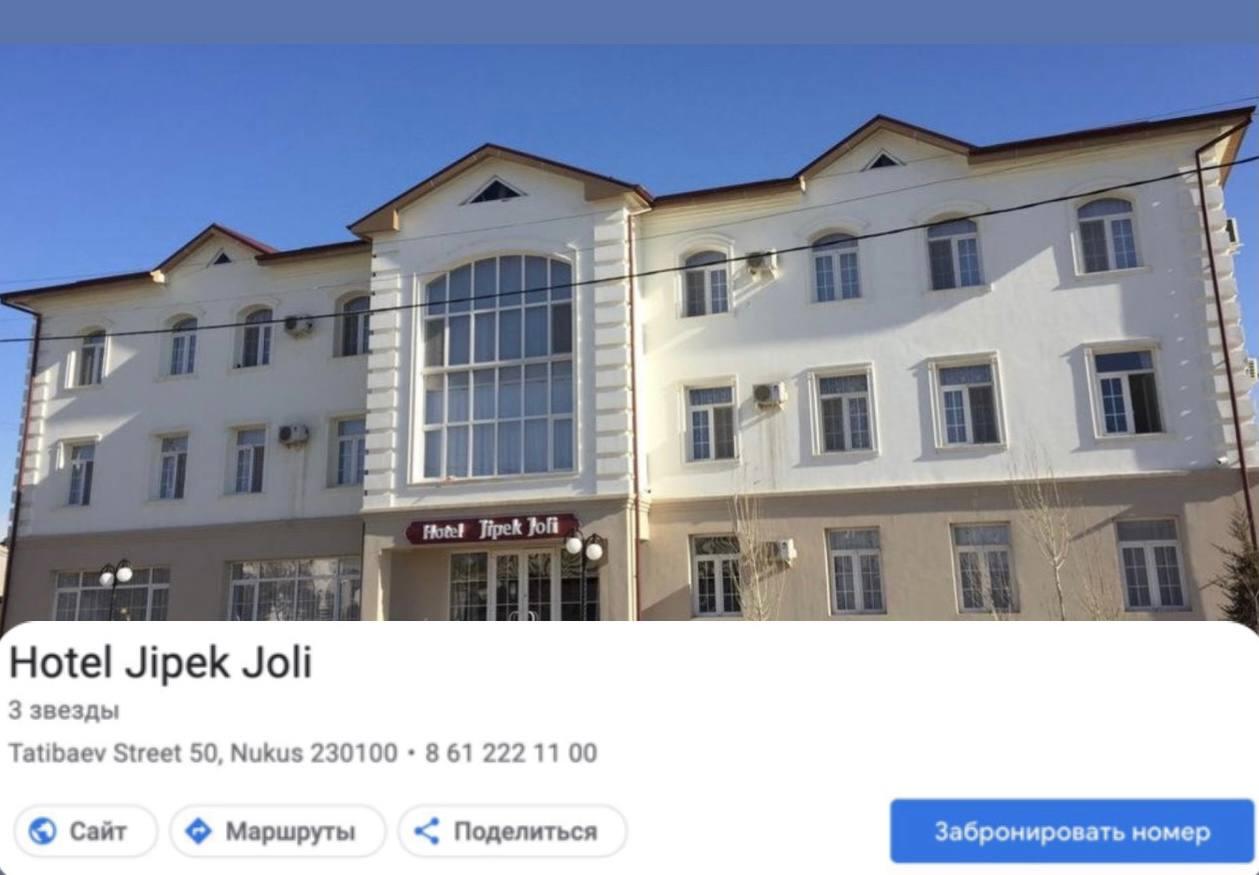 Hotel Jipek Joli
Hotel Jipek Joli
3 звезды
Tatibaev Street 50, Nukus 230100 • 8 61 222 11 00
Сайт Маршруты Поделиться Забронировать номер